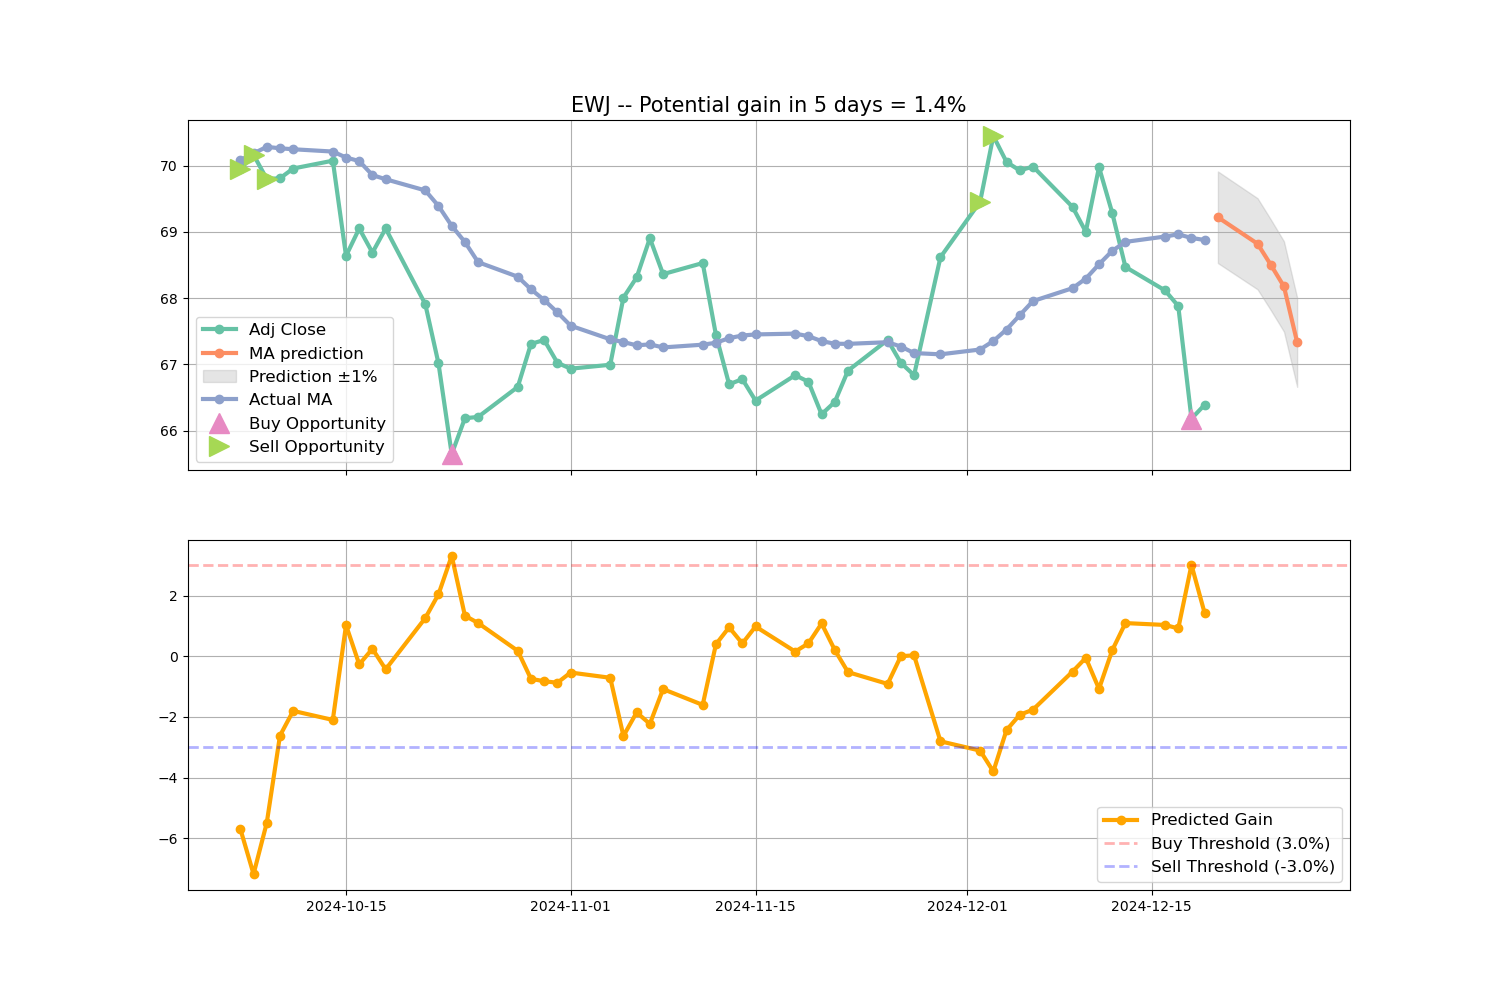 EWJ -- Potential gain in 5 days = 1.4%
70
69
68
67
66
Adj Close
MA prediction
Prediction ±1%
Actual MA
Buy Opportunity
Sell Opportunity
2
0
−2
−4
−6
Predicted Gain
Buy Threshold (3.0%)
Sell Threshold (-3.0%)
2024-10-15
2024-11-01
2024-11-15
2024-12-01
2024-12-15